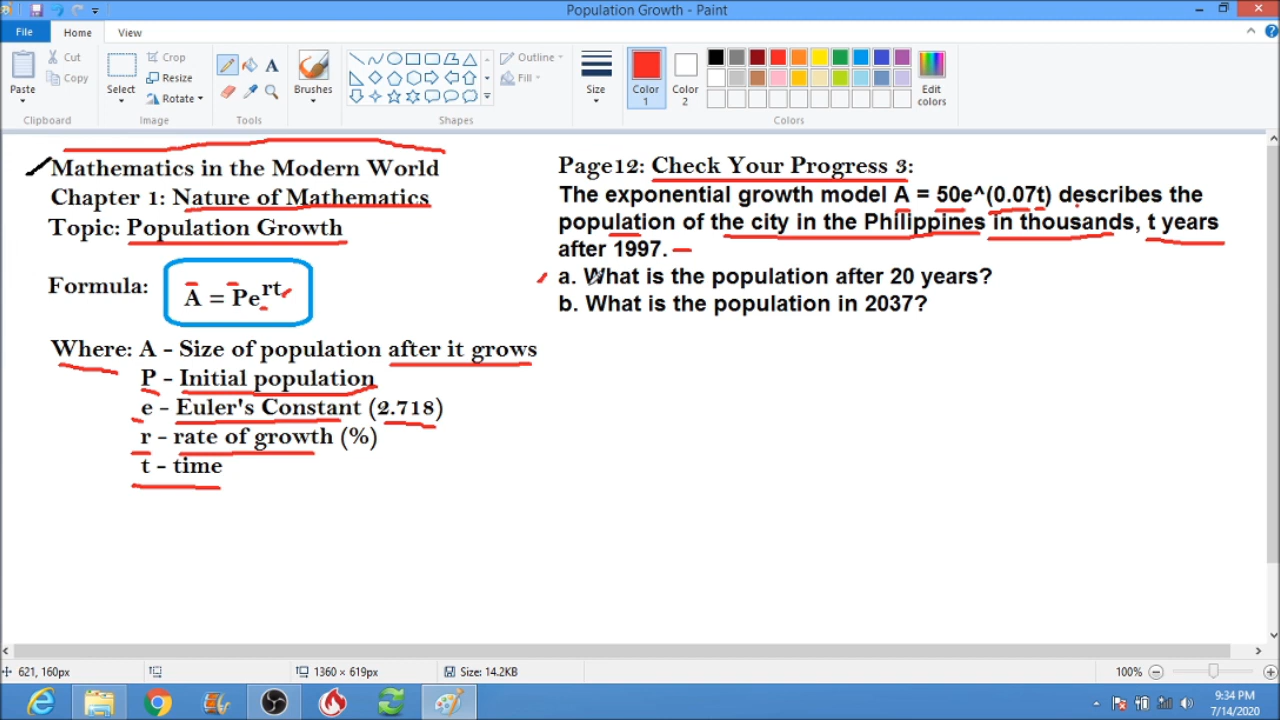 Population Growth - Paint
File
Home
View
Paste
Cut
Copy
Clipboard
Select
Crop
Resize
Rotate
Image
A
Tools
Brushes
Shapes
Outline
Fill
Size
Color 1
Color 2
Edit colors
Colors
Mathematics in the Modern World
Chapter 1: Nature of Mathematics
Topic: Population Growth
Formula: A = Pe^rt
Where: A - Size of population after it grows
P - Initial population
e - Euler's Constant (2.718)
r - rate of growth (%)
t - time
Page12: Check Your Progress 3:
The exponential growth model A = 50e^(0.07t) describes the
population of the city in the Philippines in thousands, t years
after 1997.
a. What is the population after 20 years?
b. What is the population in 2037?
621, 160px
1360 × 619px
Size: 14.2KB
100%
9:34 PM
7/14/2020